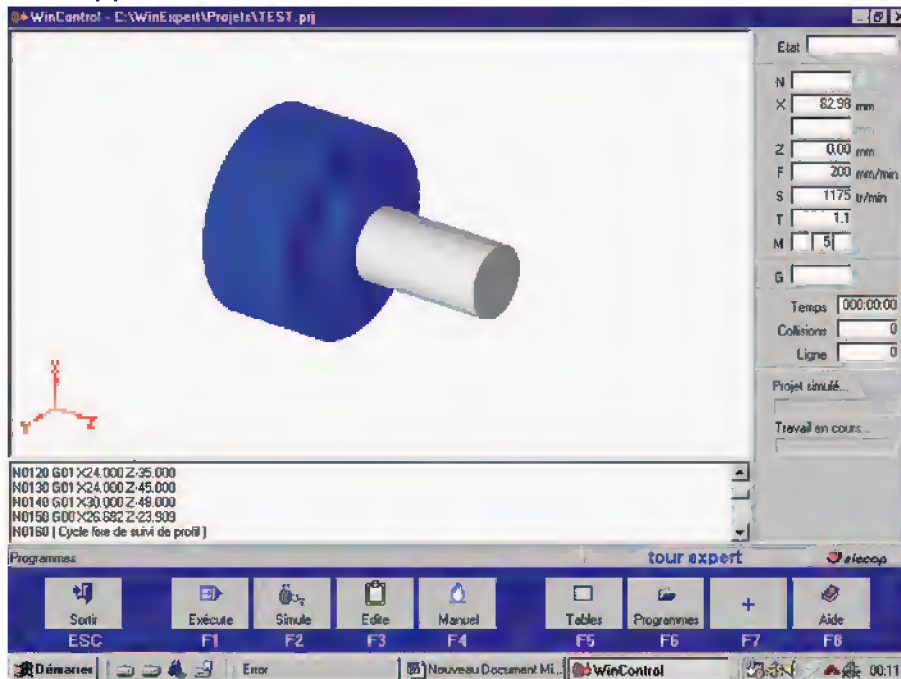 WinControl - C:\WinExpert\Projets\TEST.prj
Etat
N
X 82.98 mm
mm
Z 0.00 mm
F 200 mm/min
S 1175 tr/min
T 1.1
M 5
G
Temps 000:00:00
Collisions 0
Ligne 0
Projet simulé...
Travail en cours...
X
Y
Z
N0120 G01 X24.000 Z-35.000
N0130 G01 X24.000 Z-45.000
N0140 G01 X30.000 Z-48.000
N0150 G00 X26.682 Z-23.909
N0160 [ Cycle fixe de suivi de profil ]
Programmes
tour expert
alecop
Sortir
ESC
Exécute
F1
Simule
F2
Edite
F3
Manuel
F4
Tables
F5
Programmes
F6
+
F7
Aide
F8
Démarrer
Error
Nouveau Document Mi...
WinControl
00:11